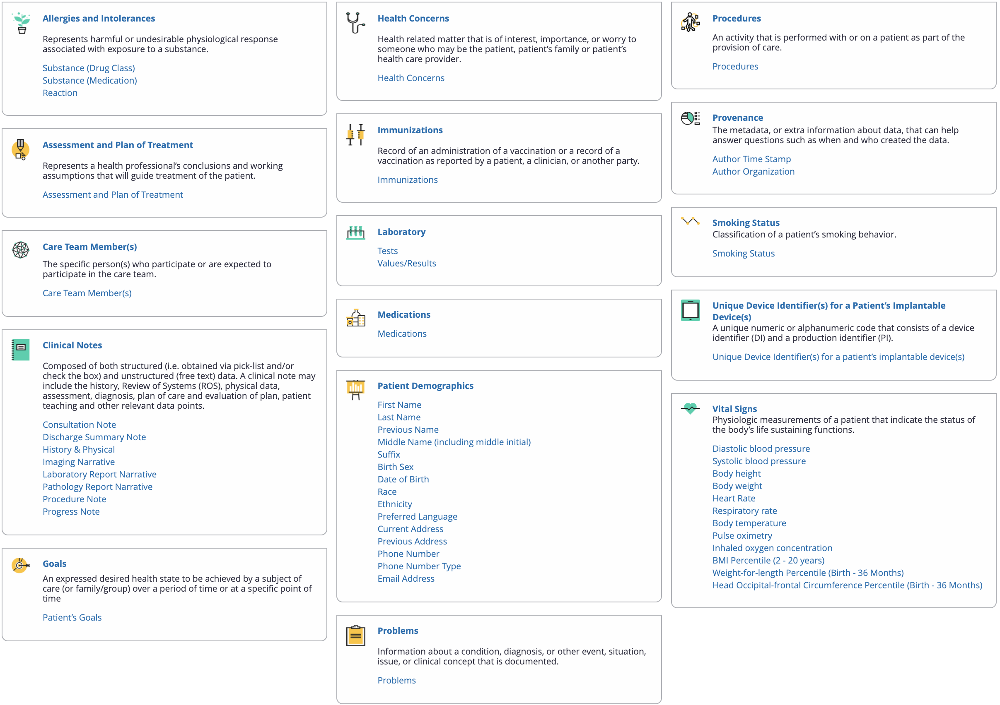 Allergies and Intolerances
Represents harmful or undesirable physiological response
associated with exposure to a substance.
Substance (Drug Class)
Substance (Medication)
Reaction
Assessment and Plan of Treatment
Represents a health professional’s conclusions and working
assumptions that will guide treatment of the patient.
Assessment and Plan of Treatment
Care Team Member(s)
The specific person(s) who participate or are expected to
participate in the care team.
Care Team Member(s)
Clinical Notes
Composed of both structured (i.e. obtained via pick-list and/or
check the box) and unstructured (free text) data. A clinical note may
include the history, Review of Systems (ROS), physical data,
assessment, diagnosis, plan of care and evaluation of plan, patient
teaching and other relevant data points.
Consultation Note
Discharge Summary Note
History & Physical
Imaging Narrative
Laboratory Report Narrative
Pathology Report Narrative
Procedure Note
Progress Note
Goals
An expressed desired health state to be achieved by a subject of
care (or family/group) over a period of time or at a specific point of
time
Patient’s Goals
Health Concerns
Health related matter that is of interest, importance, or worry to
someone who may be the patient, patient’s family or patient’s
health care provider.
Health Concerns
Immunizations
Record of an administration of a vaccination or a record of a
vaccination as reported by a patient, a clinician, or another party.
Immunizations
Laboratory
Tests
Values/Results
Medications
Medications
Patient Demographics
First Name
Last Name
Previous Name
Middle Name (including middle initial)
Suffix
Birth Sex
Date of Birth
Race
Ethnicity
Preferred Language
Current Address
Previous Address
Phone Number
Phone Number Type
Email Address
Problems
Information about a condition, diagnosis, or other event, situation,
issue, or clinical concept that is documented.
Problems
Procedures
An activity that is performed with or on a patient as part of the
provision of care.
Procedures
Provenance
The metadata, or extra information about data, that can help
answer questions such as when and who created the data.
Author Time Stamp
Author Organization
Smoking Status
Classification of a patient’s smoking behavior.
Smoking Status
Unique Device Identifier(s) for a Patient’s Implantable
Device(s)
A unique numeric or alphanumeric code that consists of a device
identifier (DI) and a production identifier (PI).
Unique Device Identifier(s) for a patient’s implantable device(s)
Vital Signs
Physiologic measurements of a patient that indicate the status of
the body’s life sustaining functions.
Diastolic blood pressure
Systolic blood pressure
Body height
Body weight
Heart Rate
Respiratory rate
Body temperature
Pulse oximetry
Inhaled oxygen concentration
BMI Percentile (2 - 20 years)
Weight-for-length Percentile (Birth - 36 Months)
Head Occipital-frontal Circumference Percentile (Birth - 36 Months)